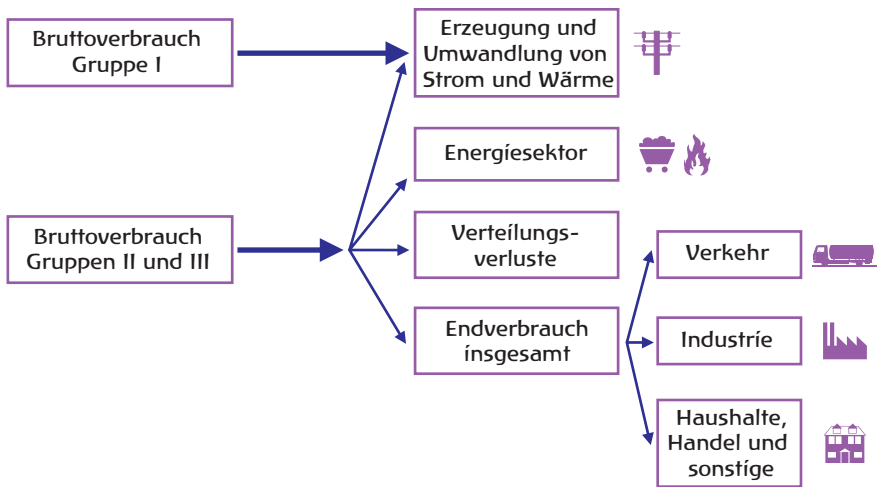 Bruttoverbrauch
Gruppe I
Erzeugung und
Umwandlung von
Strom und Wärme
Energiesektor
Bruttoverbrauch
Gruppen II und III
Verteilungs-
verluste
Endverbrauch
insgesamt
Verkehr
Industrie
Haushalte,
Handel und
sonstige